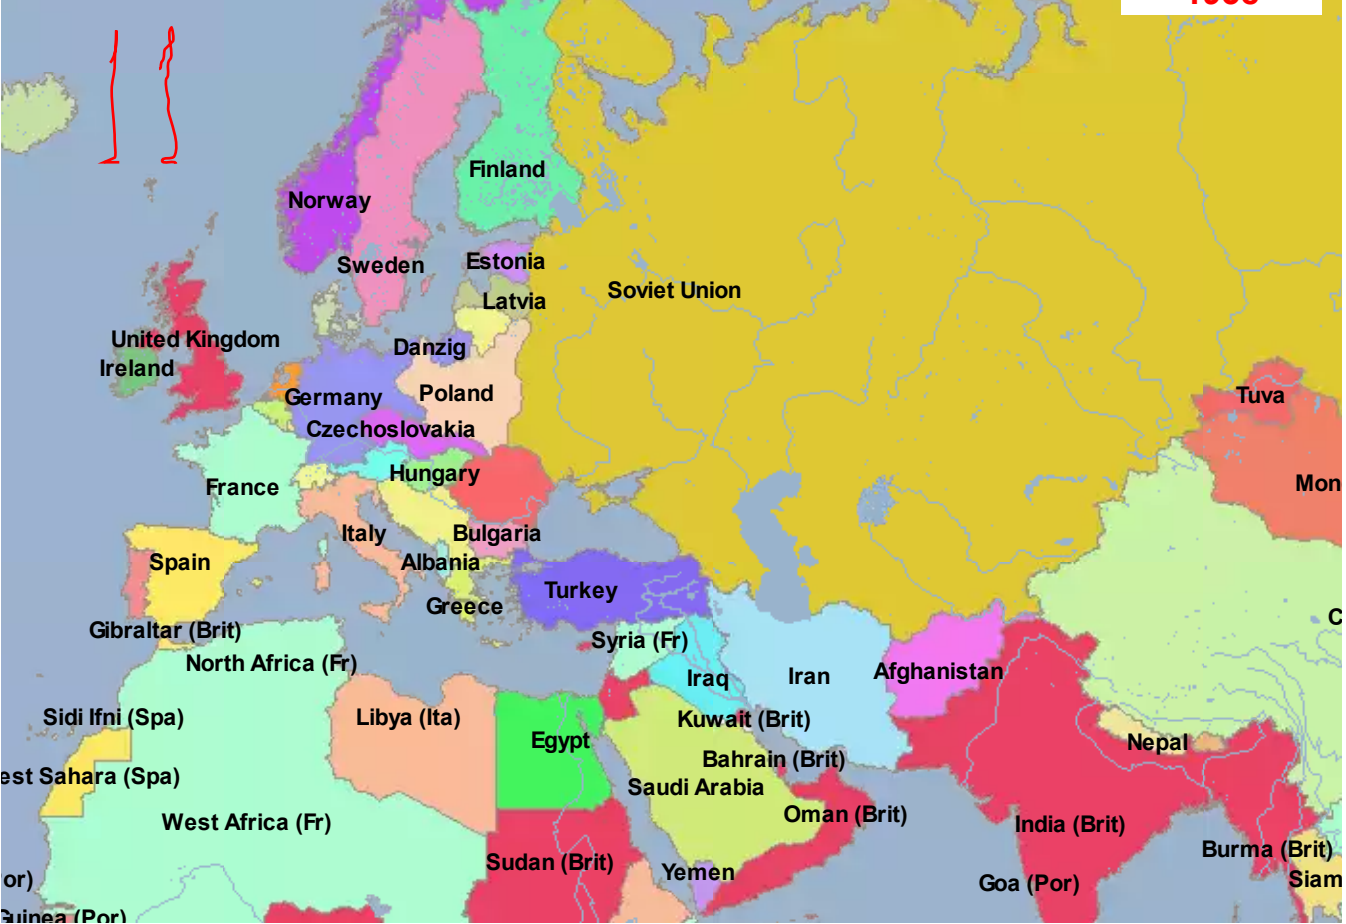 Finland
Norway
Sweden
Estonia
Soviet Union
Latvia
United Kingdom
Danzig
Ireland
Germany
Poland
Tuva
Czechoslovakia
Hungary
France
Mon
Italy
Bulgaria
Spain
Albania
Turkey
Greece
Gibraltar (Brit)
Syria (Fr)
North Africa (Fr)
Iraq
Iran
Afghanistan
C
Sidi Ifni (Spa)
Libya (Ita)
Kuwait (Brit)
Egypt
Nepal
Bahrain (Brit)
est Sahara (Spa)
Saudi Arabia
Oman (Brit)
West Africa (Fr)
India (Brit)
Burma (Brit)
Sudan (Brit)
Yemen
Goa (Por)
Siam
or)
Guinea (Por)